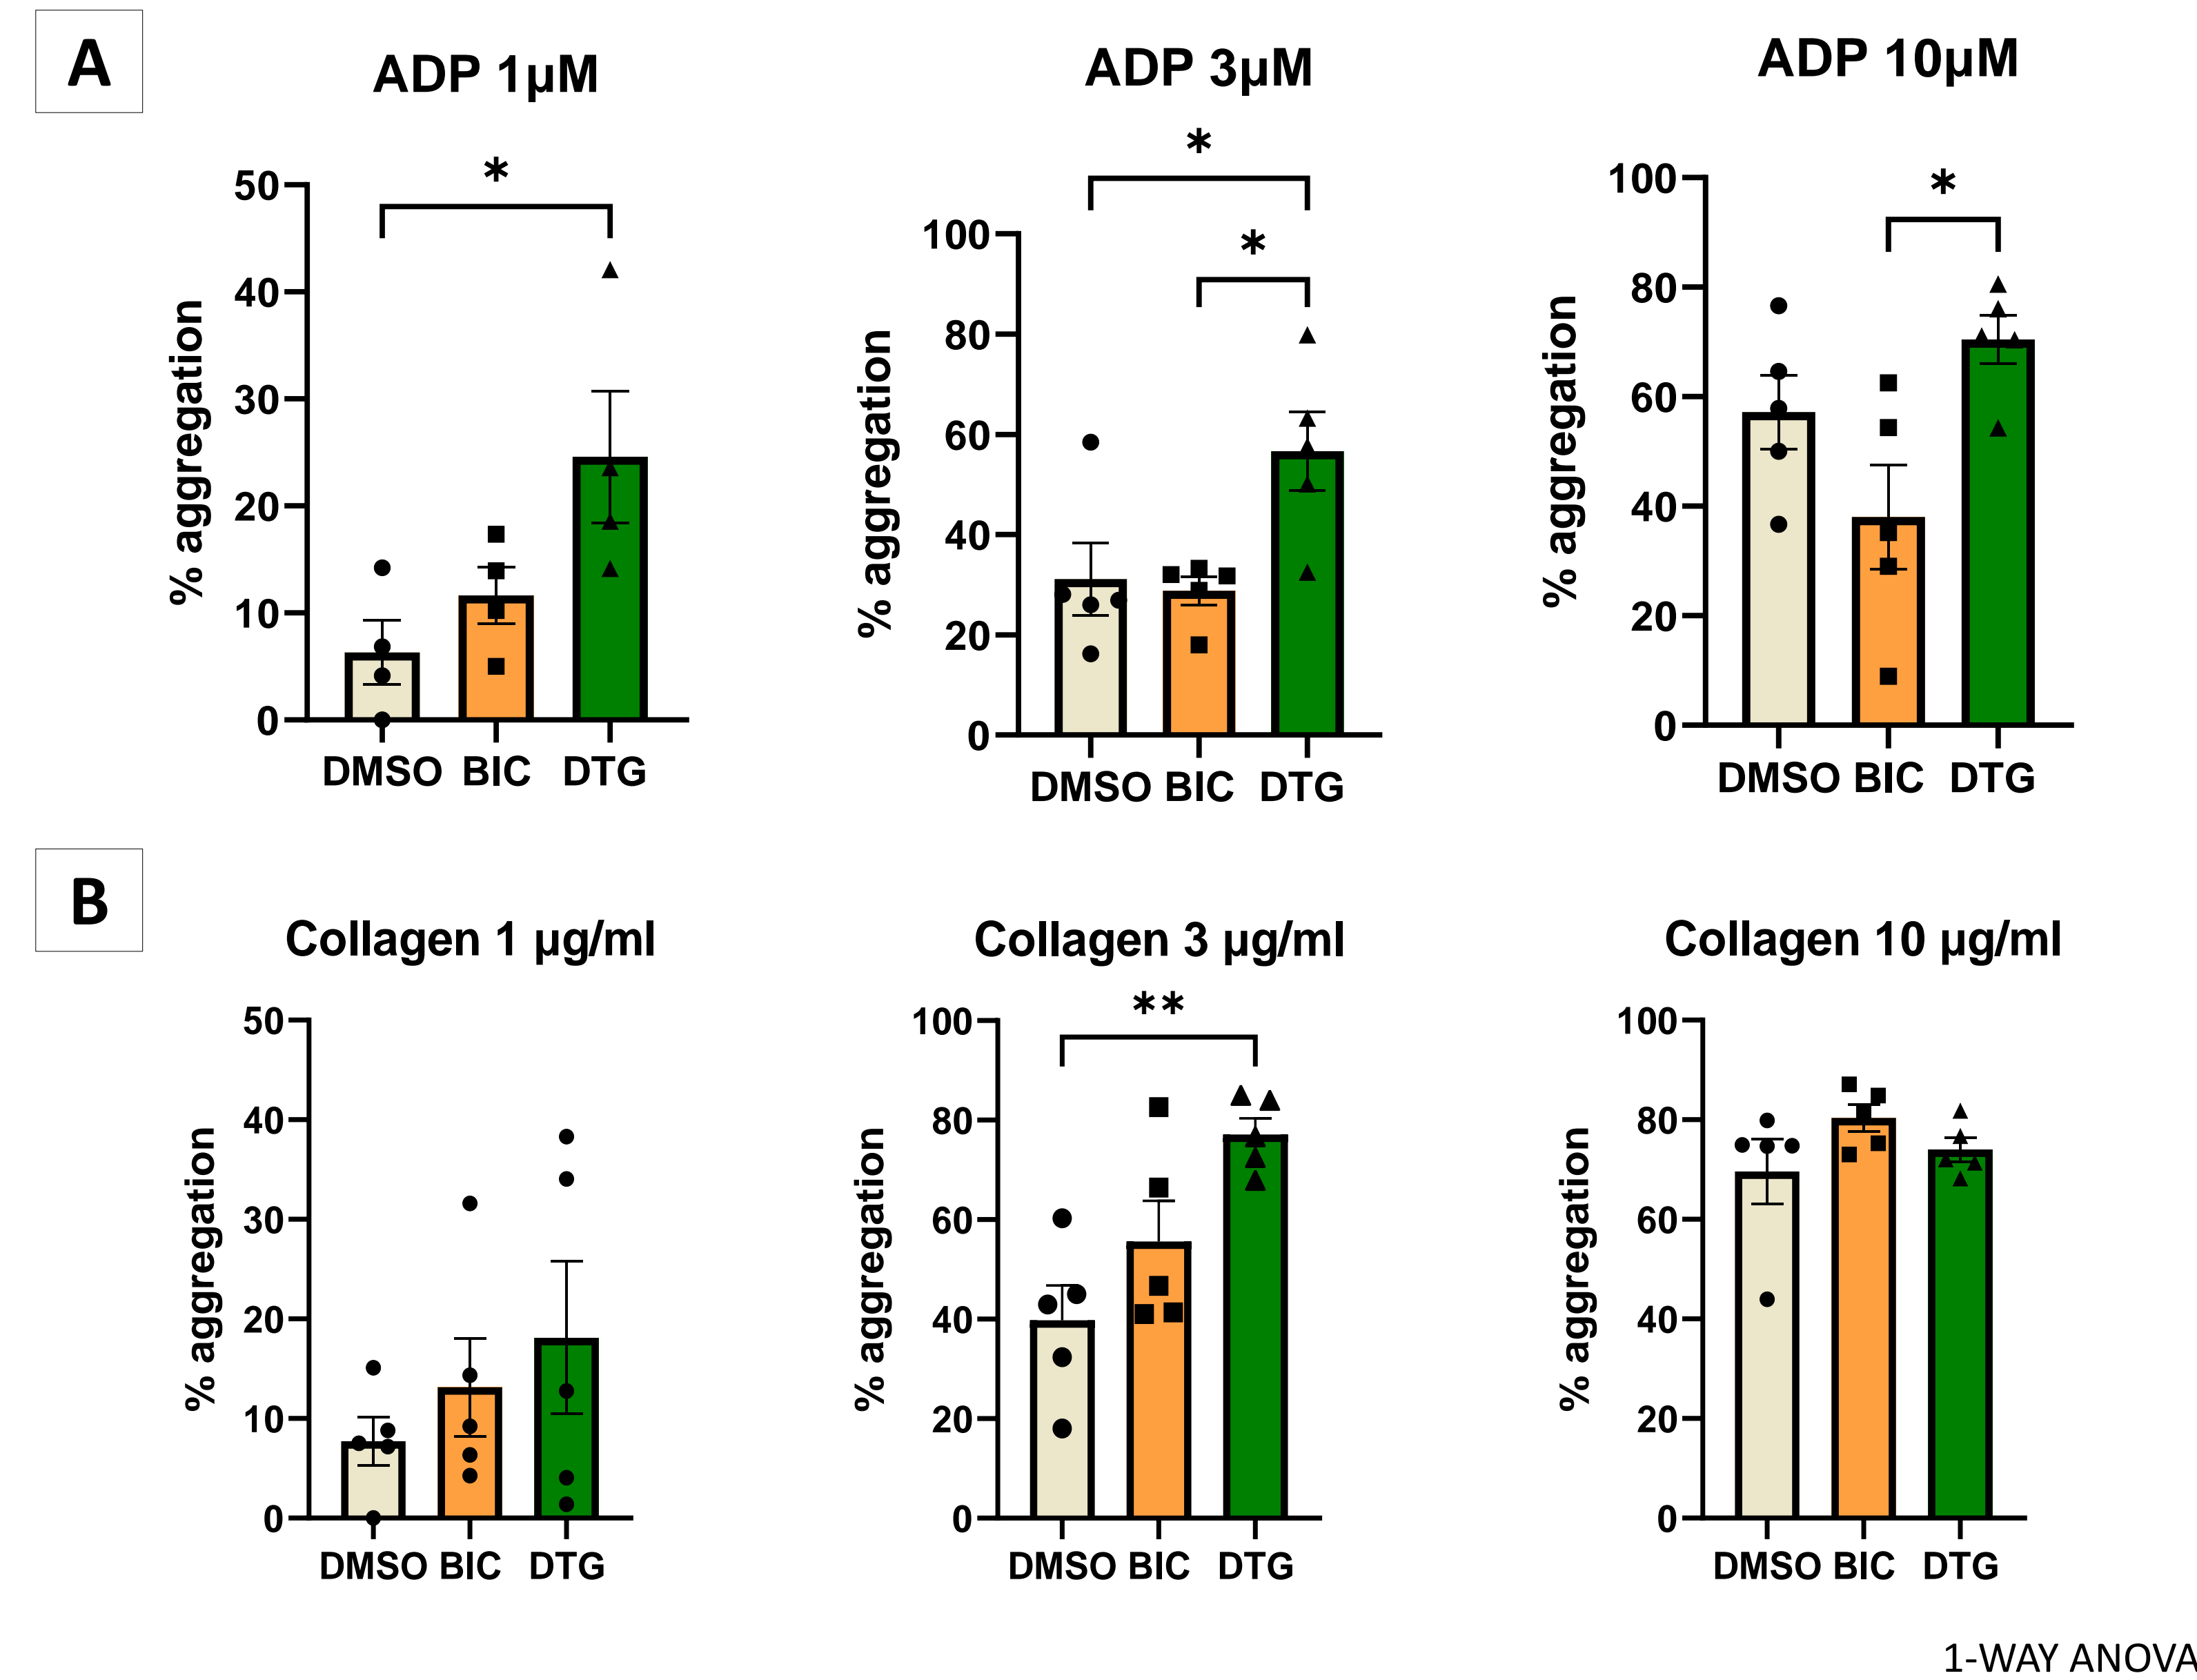 A
ADP 1µM
*
50
40
30
20
10
0
% aggregation
DMSO BIC DTG
ADP 3µM
*
*
100
80
60
40
20
0
% aggregation
DMSO BIC DTG
ADP 10µM
*
100
80
60
40
20
0
% aggregation
DMSO BIC DTG
B
Collagen 1 µg/ml
50
40
30
20
10
0
% aggregation
DMSO BIC DTG
Collagen 3 µg/ml
**
100
80
60
40
20
0
% aggregation
DMSO BIC DTG
Collagen 10 µg/ml
100
80
60
40
20
0
% aggregation
DMSO BIC DTG
1-WAY ANOVA